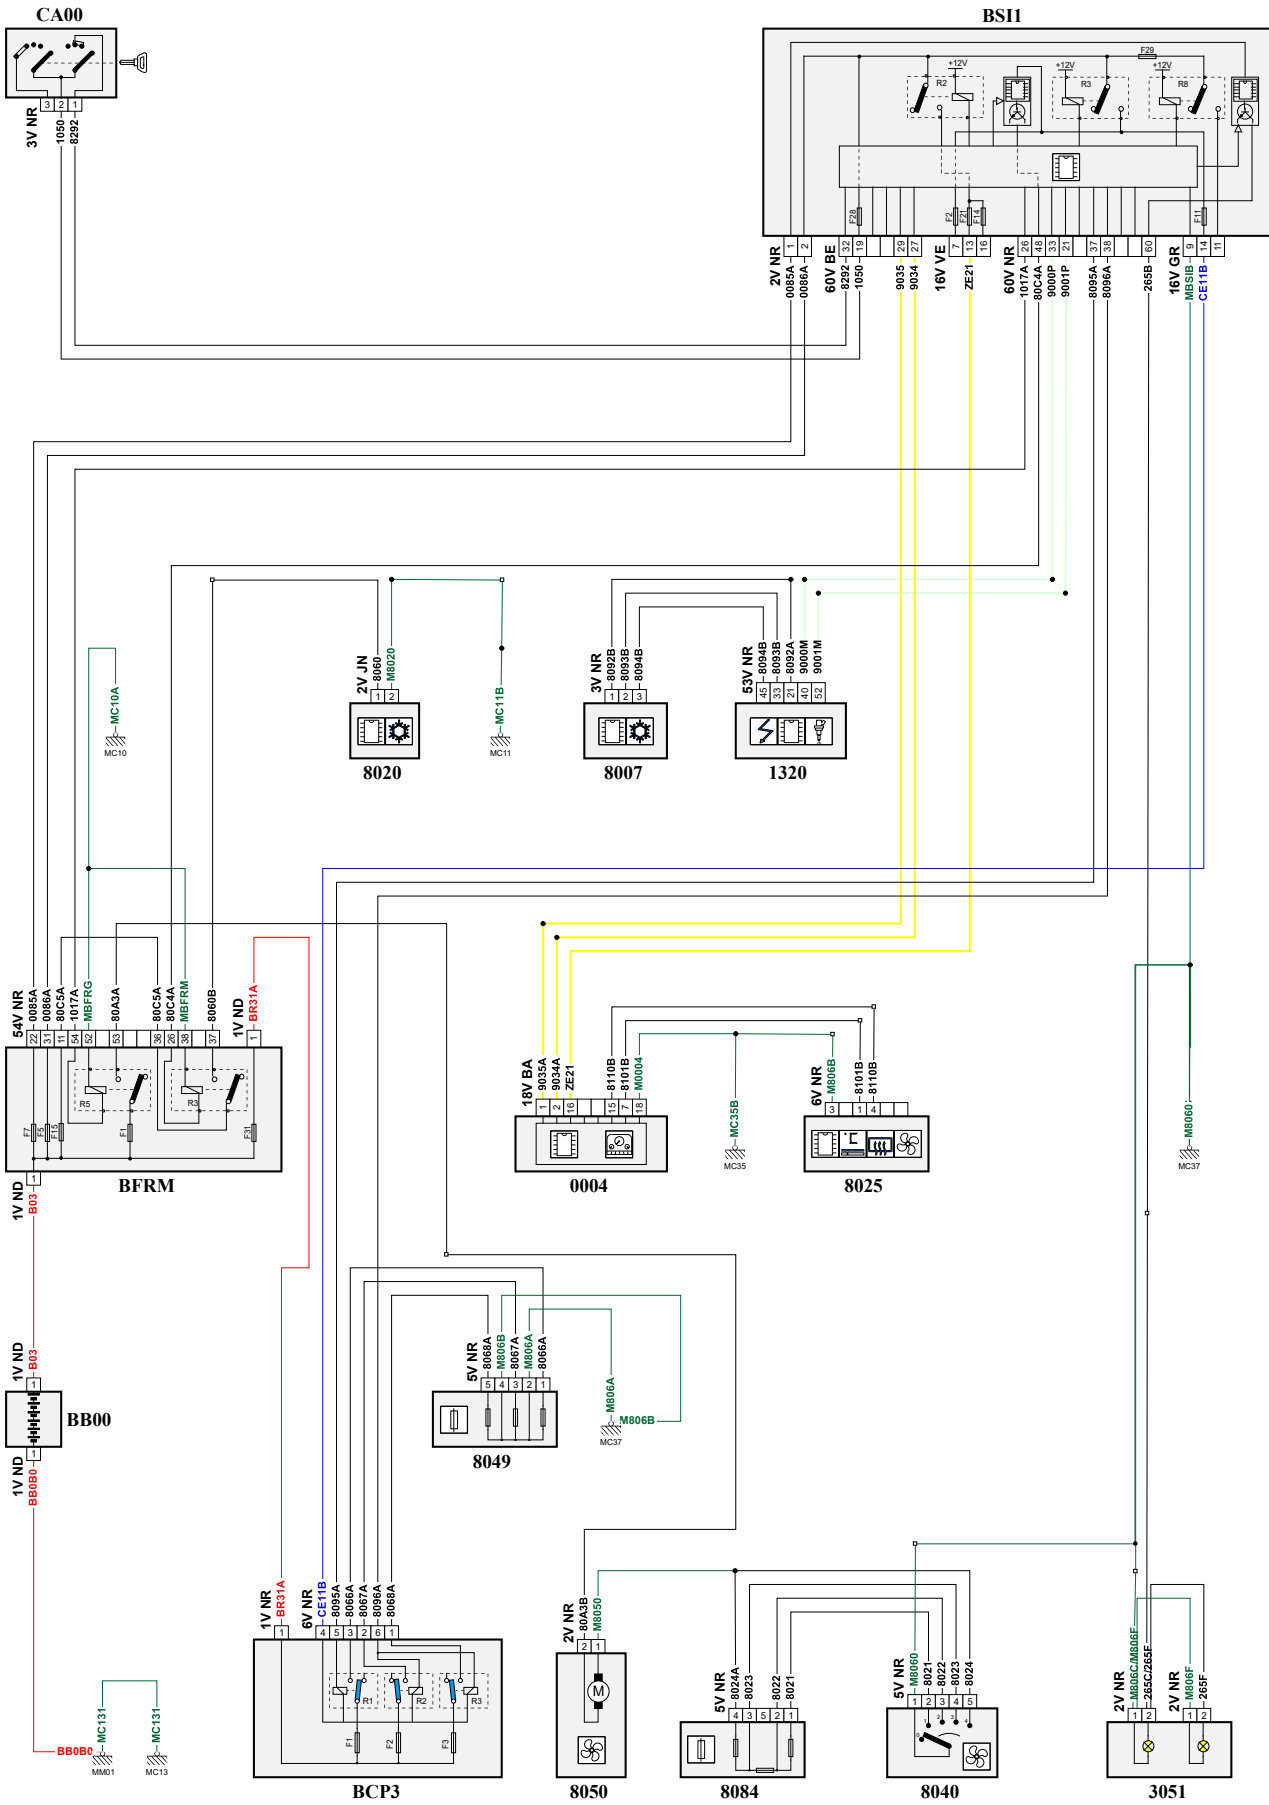 CA00
BSI1
F29
+12V
R2
+12V
R3
+12V
R8
F28
F2
F21
F14
F11
3 2 1
3V NR
1050
8292
1 2
32 19
29 27
7 13 16
26 48 33 21 37 38 60
9 14 11
2V NR
0085A
0086A
60V BE
8292
1050
9035
9034
16V VE
ZE21
60V NR
1017A
80C4A
9000P
9001P
8095A
8096A
265B
16V GR
MBSIB
CE11B
MC10A
MC10
2V JN
8060
M8020
1 2
8020
MC11B
MC11
3V NR
8092B
8093B
8094B
1 2 3
8007
53V NR
8094B
8093B
8092A
9000M
9001M
45 33 21 40 52
1320
54V NR
0085A
0086A
80C5A
1017A
MBFRG
80A3A
80C5A
80C4A
MBFRM
8060B
1V ND
BR31A
22 31 11 54 52 53 36 26 38 37 1
R5
R3
F7
F5
F15
F1
F31
BFRM
1
1V ND
B03
18V BA
9035A
9034A
ZE21
8110B
8101B
M0004
1 2 16 15 7 18
0004
MC35B
MC35
6V NR
M806B
8101B
8110B
3 1 4
°C
8025
M8060
MC37
1V ND
B03
1
BB00
1
1V ND
BB0B0
5V NR
8068A
M806B
8067A
M806A
8066A
5 4 3 2 1
8049
M806A
M806B
MC37
1V NR
BR31A
6V NR
CE11B
8095A
8066A
8067A
8096A
8068A
1 4 5 3 2 6 1
R1
R2
R3
F1
F2
F3
BCP3
MC131
MC131
BB0B0
MM01
MC13
2V NR
80A3B
M8050
2 1
M
8050
5V NR
8024A
8023
8022
8021
4 3 5 2 1
8084
5V NR
M8060
8021
8022
8023
8024
1 2 3 4 5
0 1 2 3 4
8040
2V NR
M806C/M806F
265C/265F
2V NR
M806F
265F
1 2 1 2
3051